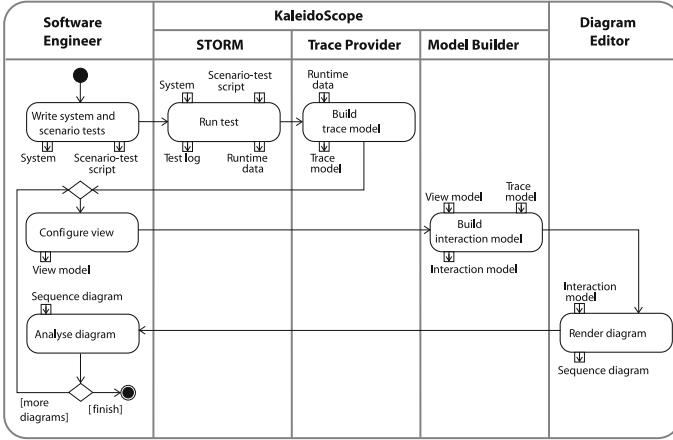 Software
Engineer
KaleidoScope
Diagram
Editor
STORM
Trace Provider
Model Builder
System
Scenario-test
script
Runtime
data
Write system and
scenario tests
Run test
Build
trace model
System
Scenario-test
script
Test log
Runtime
data
Trace
model
View model
Trace
model
Configure view
Build
interaction model
View model
Interaction model
Sequence diagram
Interaction
model
Analyse diagram
Render diagram
Sequence diagram
[more
diagrams]
[finish]